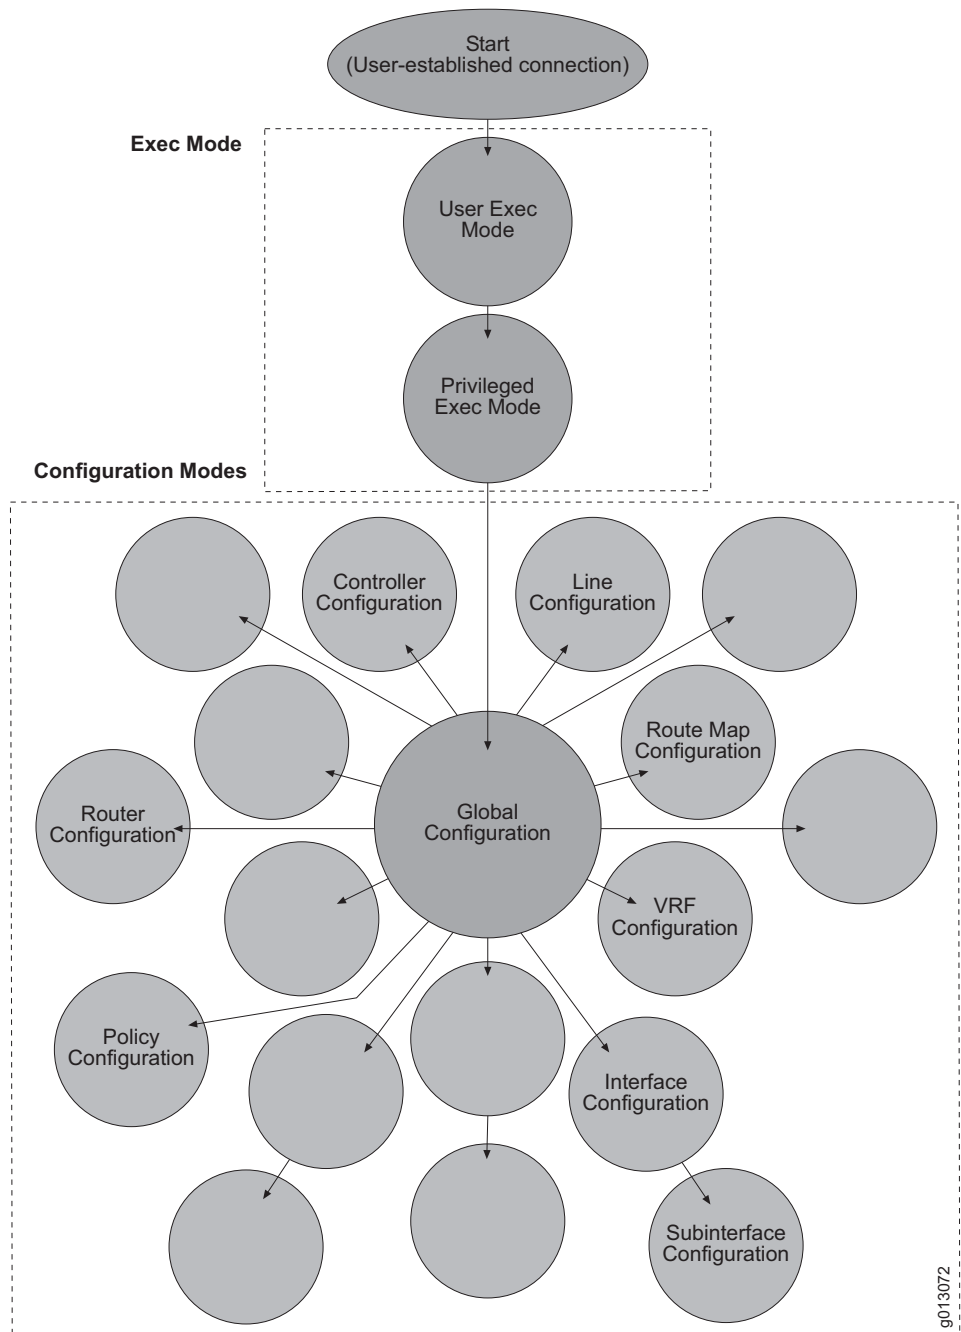 Start
(User-established connection)
Exec Mode
User Exec
Mode
Privileged
Exec Mode
Configuration Modes
Controller
Configuration
Line
Configuration
Route Map
Configuration
Router
Configuration
Global
Configuration
VRF
Configuration
Policy
Configuration
Interface
Configuration
Subinterface
Configuration
g013072